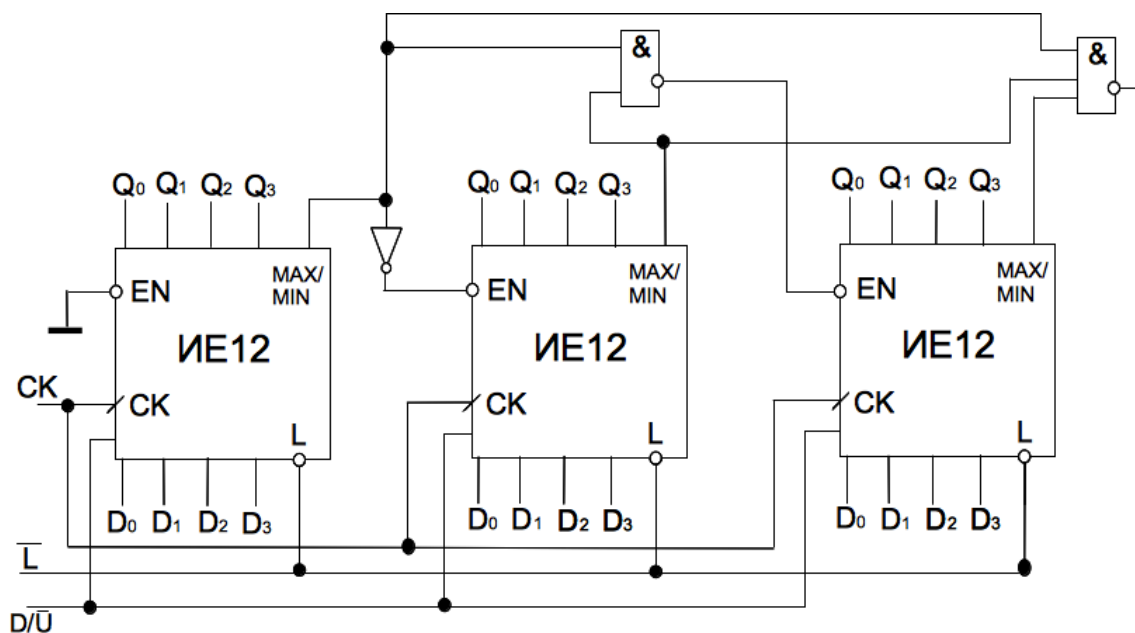 &
&
Q0 Q1 Q2 Q3
Q0 Q1 Q2 Q3
Q0 Q1 Q2 Q3
EN MAX/
MIN
ИЕ12
CK
CK
L
D0 D1 D2 D3
EN MAX/
MIN
ИЕ12
CK
L
D0 D1 D2 D3
EN MAX/
MIN
ИЕ12
CK
L
D0 D1 D2 D3
L̅
D/U̅